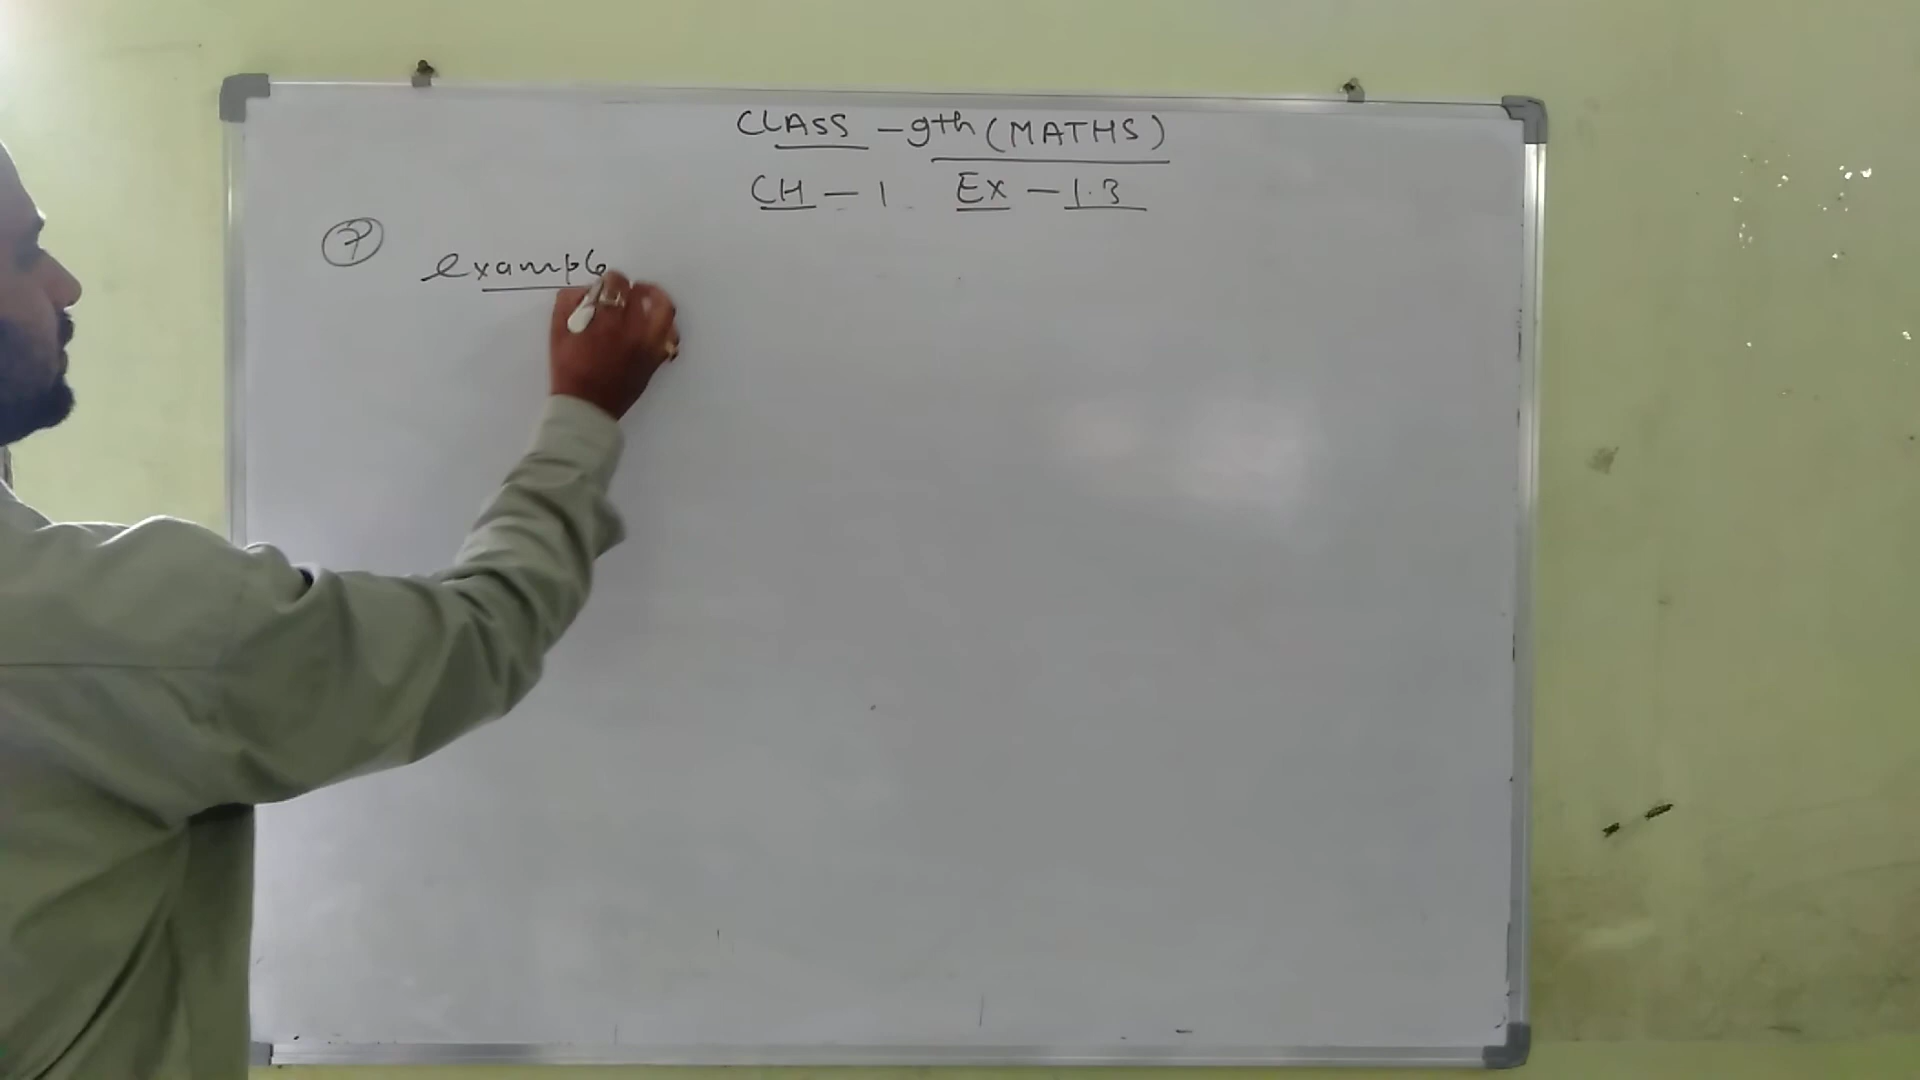 CLASS - 9th (MATHS)
CH - 1 EX - 1.3
7 example